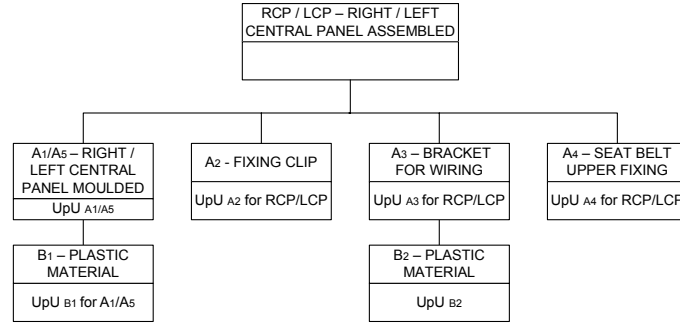 RCP / LCP – RIGHT / LEFT
CENTRAL PANEL ASSEMBLED
A1/A5 – RIGHT /
LEFT CENTRAL
PANEL MOULDED
UpU A1/A5
A2 - FIXING CLIP
UpU A2 for RCP/LCP
A3 – BRACKET
FOR WIRING
UpU A3 for RCP/LCP
A4 – SEAT BELT
UPPER FIXING
UpU A4 for RCP/LCP
B1 – PLASTIC
MATERIAL
UpU B1 for A1/A5
B2 – PLASTIC
MATERIAL
UpU B2